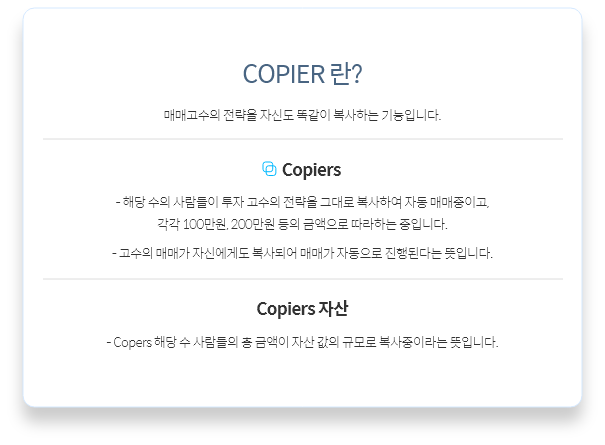 COPIER 란?
매매고수의 전략을 자신도 똑같이 복사하는 기능입니다.
Copiers
- 해당 수의 사람들이 투자 고수의 전략을 그대로 복사하여 자동 매매중이고,
각각 100만원, 200만원 등의 금액으로 따라하는 중입니다.
- 고수의 매매가 자신에게도 복사되어 매매가 자동으로 진행된다는 뜻입니다.
Copiers 자산
- Copers 해당 수 사람들의 총 금액이 자산 값의 규모로 복사중이라는 뜻입니다.